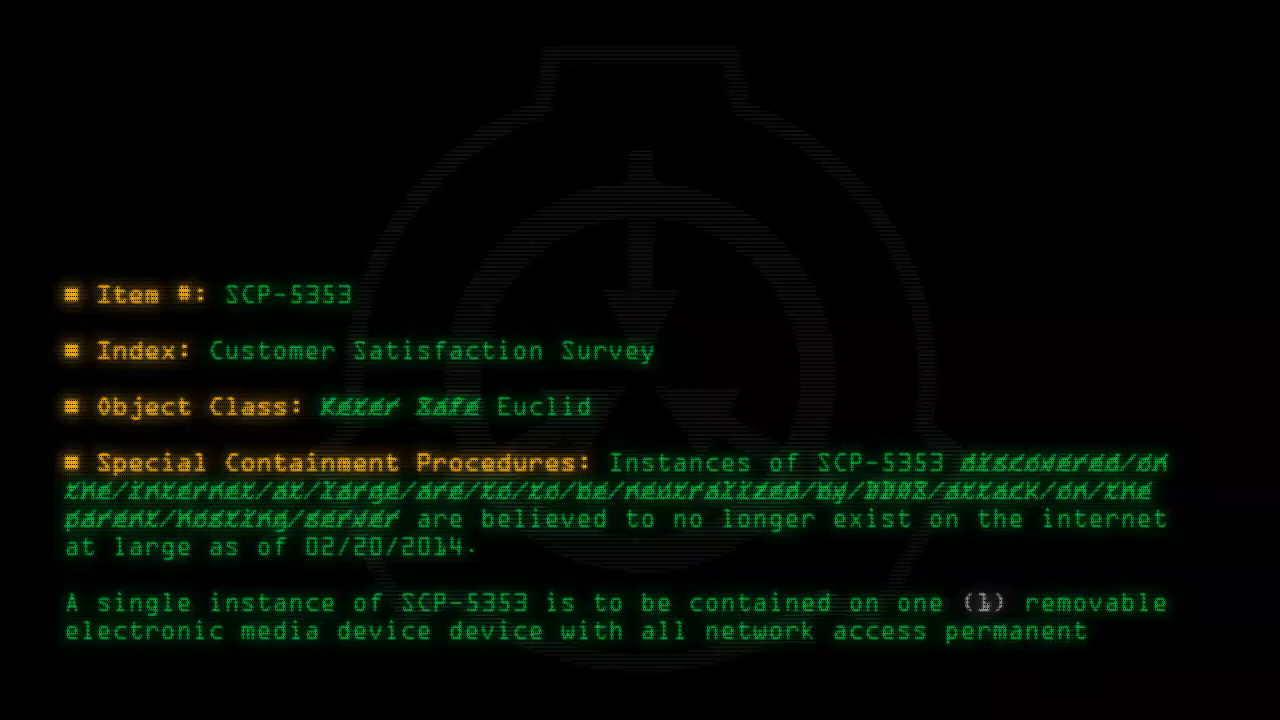 ■ Item #: SCP-5353
■ Index: Customer Satisfaction Survey
■ Object Class: Keter Safe Euclid
■ Special Containment Procedures: Instances of SCP-5353 discovered/on
the/internet/at/large/are/to/to/be/neutralized/by/DDOS/attack/on/the
parent/hosting/server are believed to no longer exist on the internet
at large as of 02/20/2014.
A single instance of SCP-5353 is to be contained on one (1) removable
electronic media device device with all network access permanent